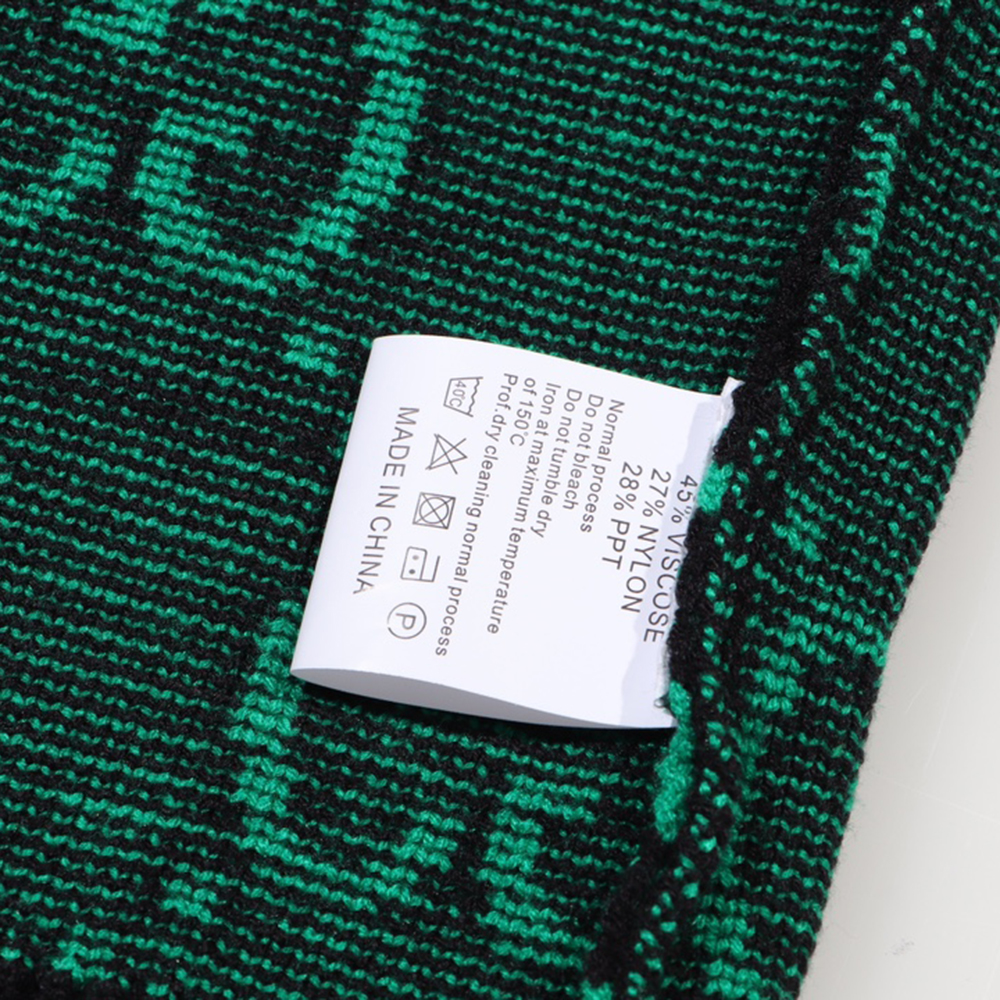 45% VISCOSE
27% NYLON
28% PPT
Normal process
Do not bleach
Do not tumble dry
Iron at maximum temperature
of 150℃
Prof.dry cleaning normal process
40℃
P
MADE IN CHINA